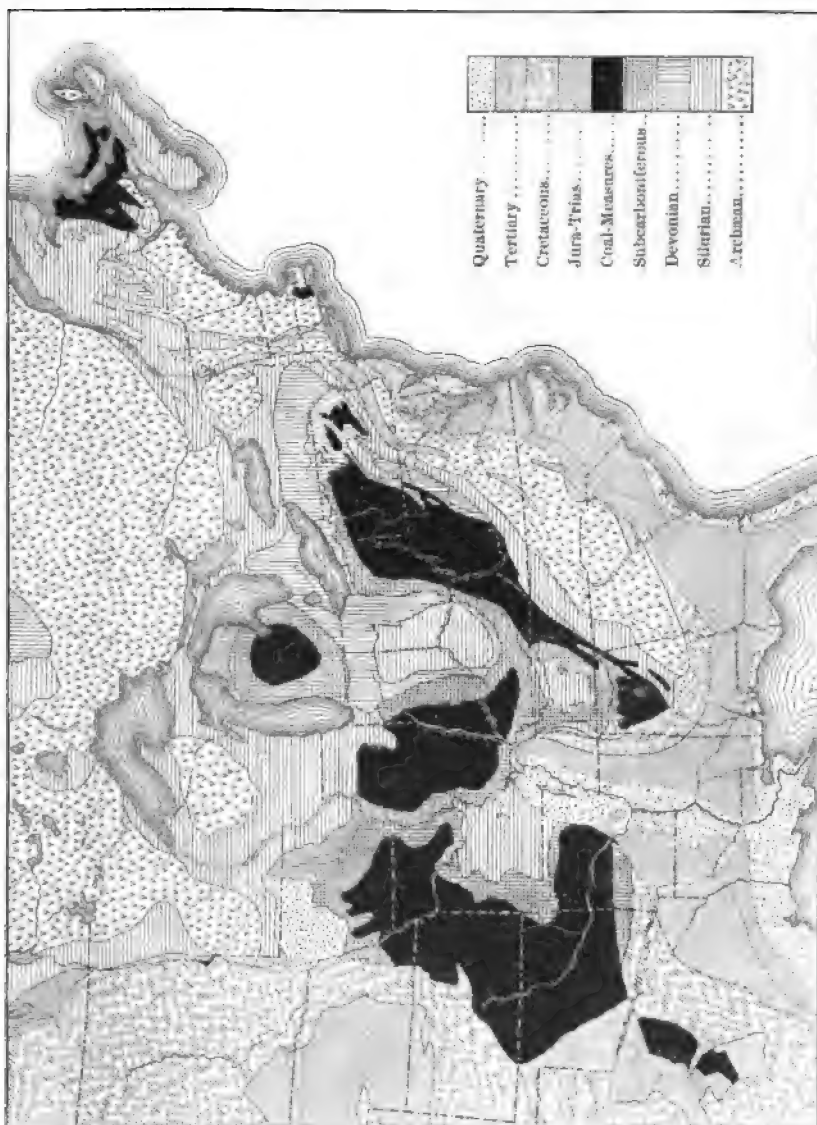 Quaternary
Tertiary
Cretaceous
Jura-Trias
Coal-Measures
Subcarboniferous
Devonian
Silurian
Archæan